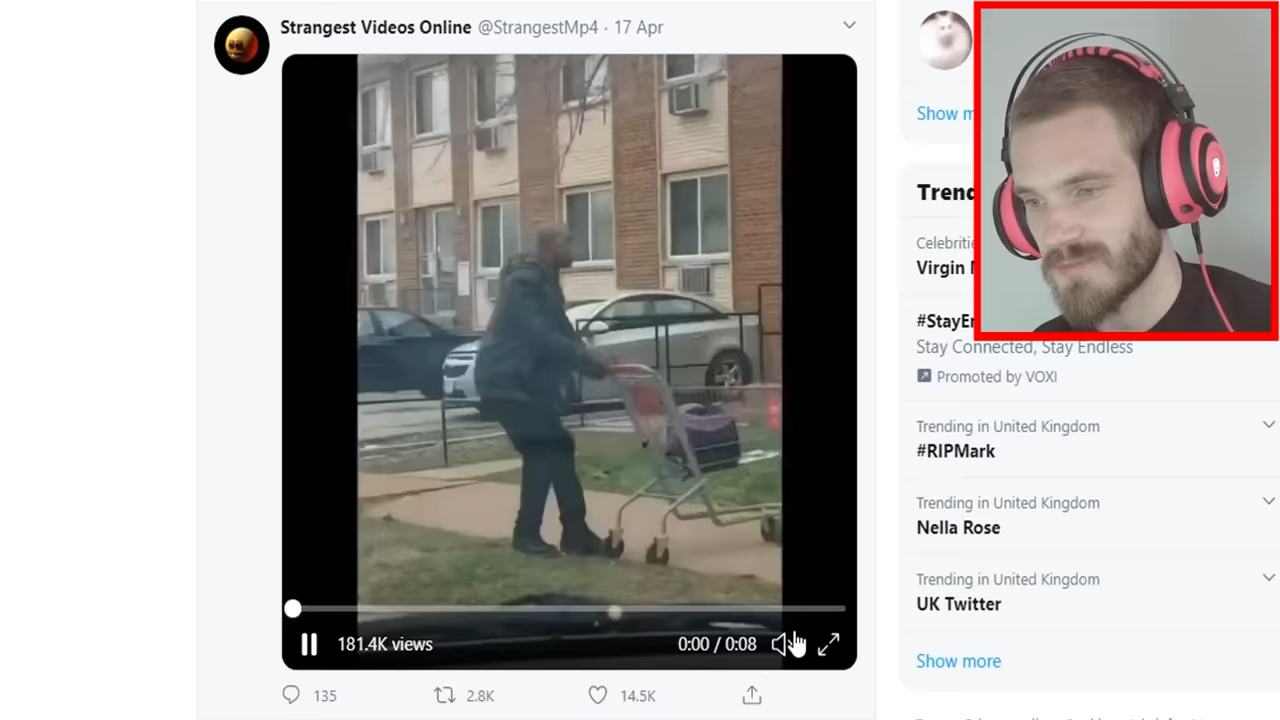 Strangest Videos Online @StrangestMp4 · 17 Apr
181.4K views
0:00 / 0:08
135
2.8K
14.5K
Show m
Trend
Celebritie
Virgin
#StayEn
Stay Connected, Stay Endless
Promoted by VOXI
Trending in United Kingdom
#RIPMark
Trending in United Kingdom
Nella Rose
Trending in United Kingdom
UK Twitter
Show more